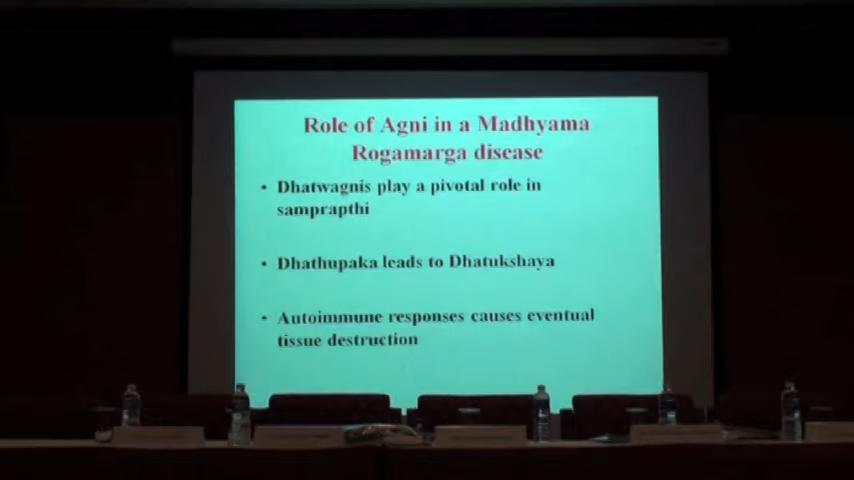 Role of Agni in a Madhyama
Rogamarga disease
• Dhatwagnis play a pivotal role in
samprapthi
• Dhathupaka leads to Dhatukshaya
• Autoimmune responses causes eventual
tissue destruction